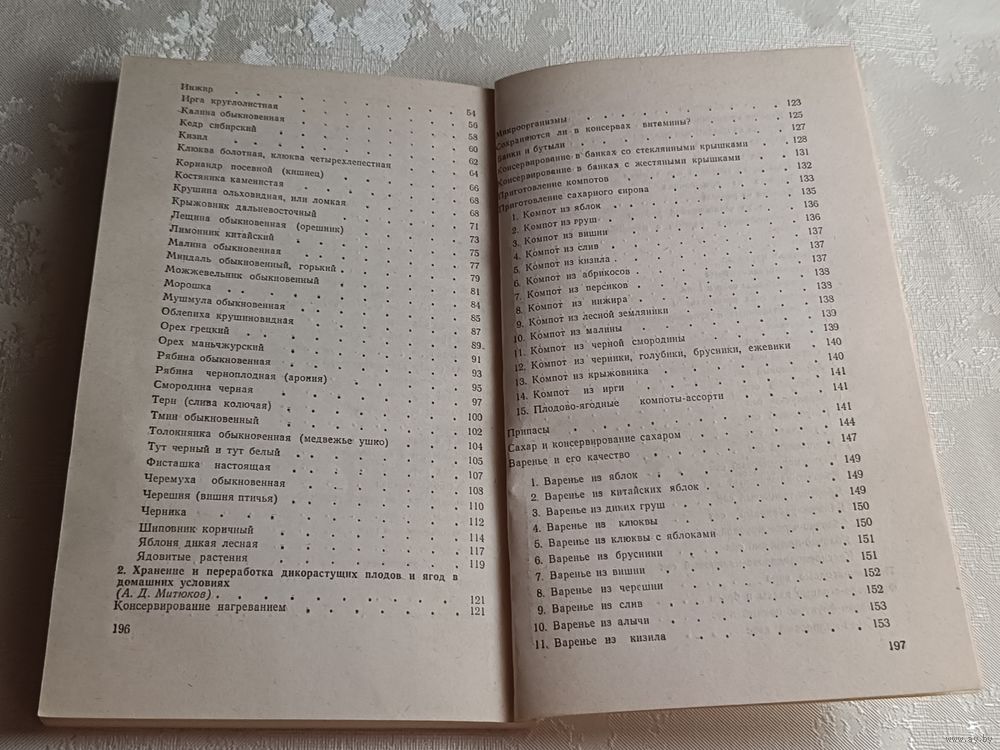 Инжир . . . 54
Ирга круглолистная . . . 56
Калина обыкновенная . . . 58
Кедр сибирский . . . 60
Кизил . . . 62
Клюква болотная, клюква четырехлепестная . . . 64
Кориандр посевной (кишнец) . . . 66
Костяника каменистая . . . 68
Крушина ольховидная, или ломкая . . . 68
Крыжовник дальневосточный . . . 71
Лещина обыкновенная (орешник) . . . 73
Лимонник китайский . . . 75
Малина обыкновенная . . . 77
Миндаль обыкновенный, горький . . . 79
Можжевельник обыкновенный . . . 81
Морошка . . . 84
Мушмула обыкновенная . . . 85
Облепиха крушиновидная . . . 87
Орех грецкий . . . 89
Орех маньчжурский . . . 91
Рябина обыкновенная . . . 93
Рябина черноплодная (арония) . . . 95
Смородина черная . . . 97
Терн (слива колючая) . . . 100
Тмин обыкновенный . . . 102
Толокнянка обыкновенная (медвежье ушко) . . . 104
Тут черный и тут белый . . . 105
Фисташка настоящая . . . 107
Черемуха обыкновенная . . . 108
Черешня (вишня птичья) . . . 110
Черника . . . 112
Шиповник коричный . . . 114
Яблоня дикая лесная . . . 117
Ядовитые растения . . . 119
2. Хранение и переработка дикорастущих плодов и ягод в
домашних условиях
(А. Д. Митюков) . . . 121
Консервирование нагреванием . . . 121
196
Микроорганизмы . . . 123
Сохраняются ли в консервах витамины? . . . 125
Банки и бутыли . . . 127
Консервирование в банках со стеклянными крышками . . . 128
Консервирование в банках с жестяными крышками . . . 131
Приготовление компотов . . . 132
Приготовление сахарного сиропа . . . 133
1. Компот из яблок . . . 135
2. Компот из груш . . . 136
3. Компот из вишни . . . 136
4. Компот из слив . . . 137
5. Компот из кизила . . . 137
6. Компот из абрикосов . . . 137
7. Компот из персиков . . . 138
8. Компот из инжира . . . 138
9. Компот из лесной земляники . . . 138
10. Компот из малины . . . 139
11. Компот из черной смородины . . . 139
12. Компот из черники, голубики, брусники, ежевики . . . 140
13. Компот из крыжовника . . . 140
14. Компот из ирги . . . 141
15. Плодово-ягодные компоты-ассорти . . . 141
Припасы . . . 141
Сахар и консервирование сахаром . . . 144
Варенье и его качество . . . 147
1. Варенье из яблок . . . 149
2. Варенье из китайских яблок . . . 149
3. Варенье из диких груш . . . 149
4. Варенье из клюквы . . . 150
5. Варенье из клюквы с яблоками . . . 150
6. Варенье из брусники . . . 151
7. Варенье из вишни . . . 151
8. Варенье из черешни . . . 152
9. Варенье из слив . . . 152
10. Варенье из алычи . . . 153
11. Варенье из кизила . . . 153
197
www.ay.by